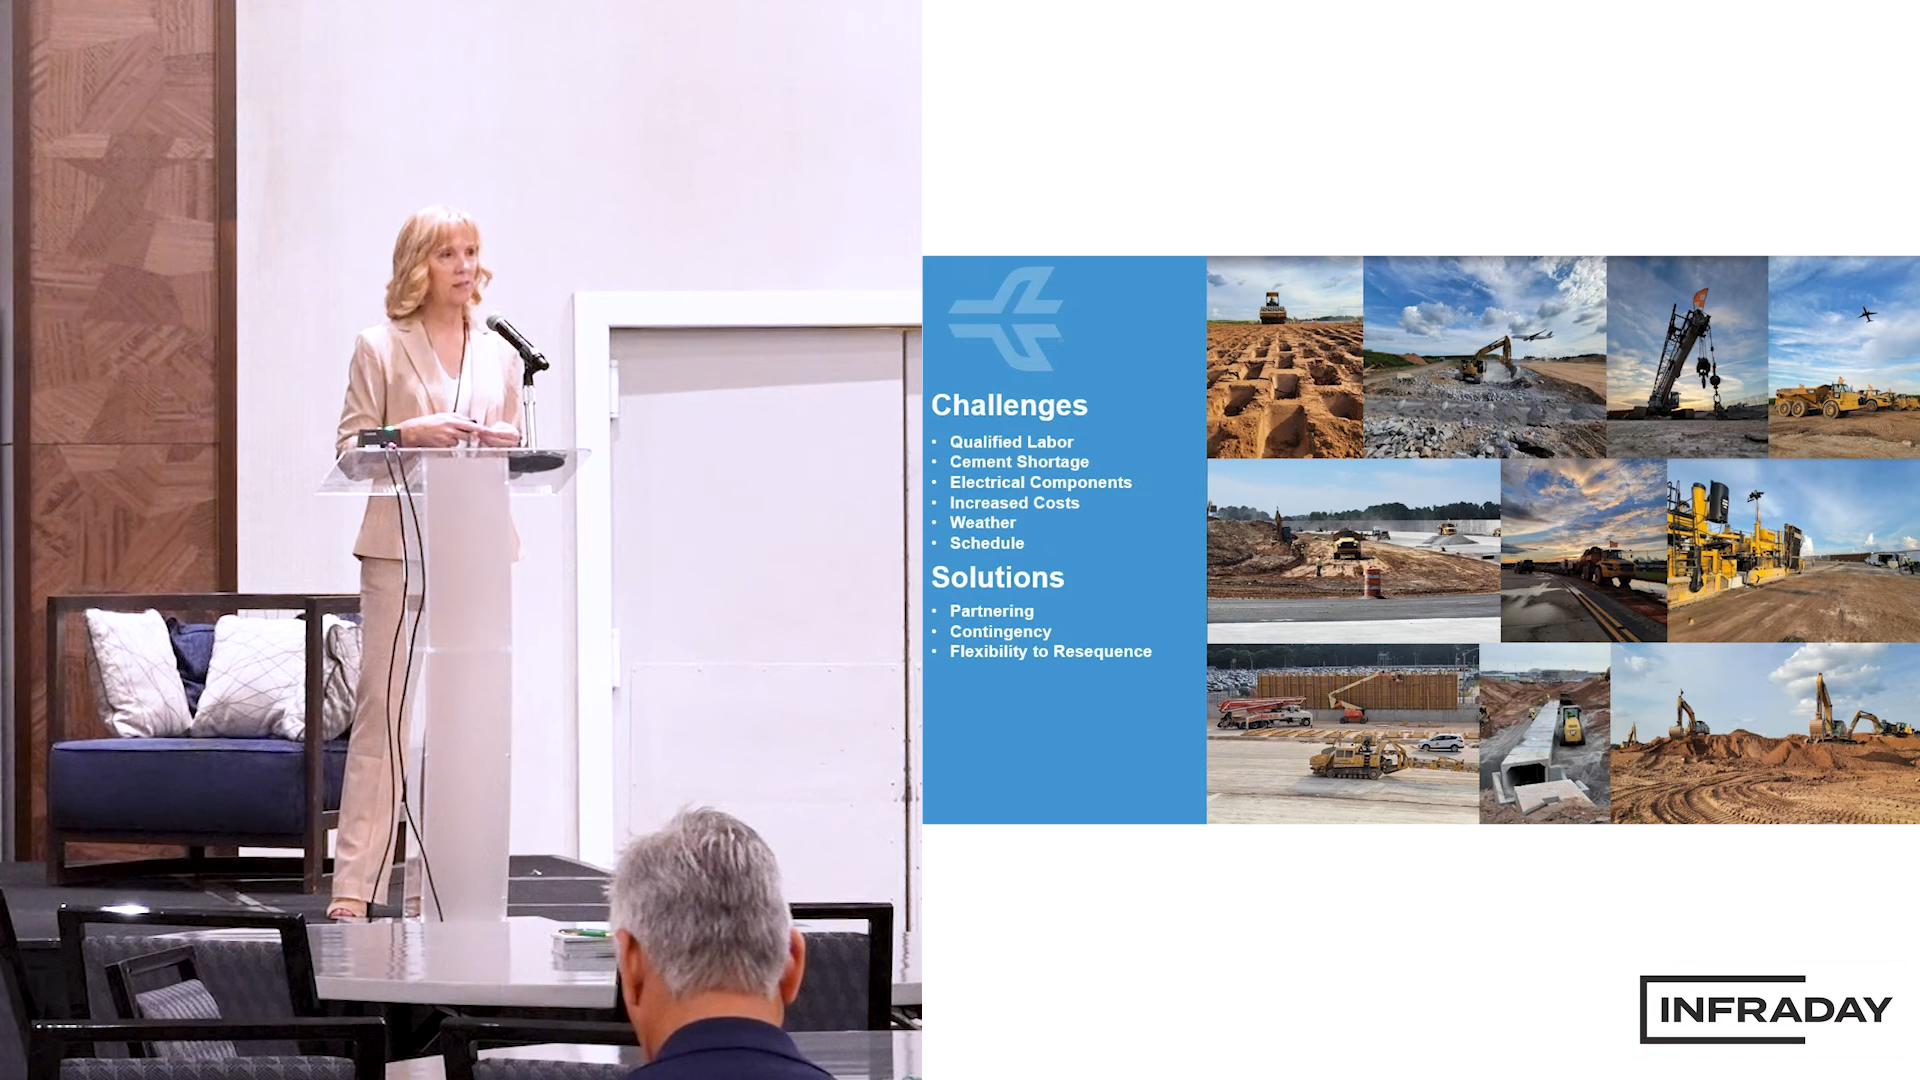 Challenges
• Qualified Labor
• Cement Shortage
• Electrical Components
• Increased Costs
• Weather
• Schedule
Solutions
• Partnering
• Contingency
• Flexibility to Resequence
INFRADAY